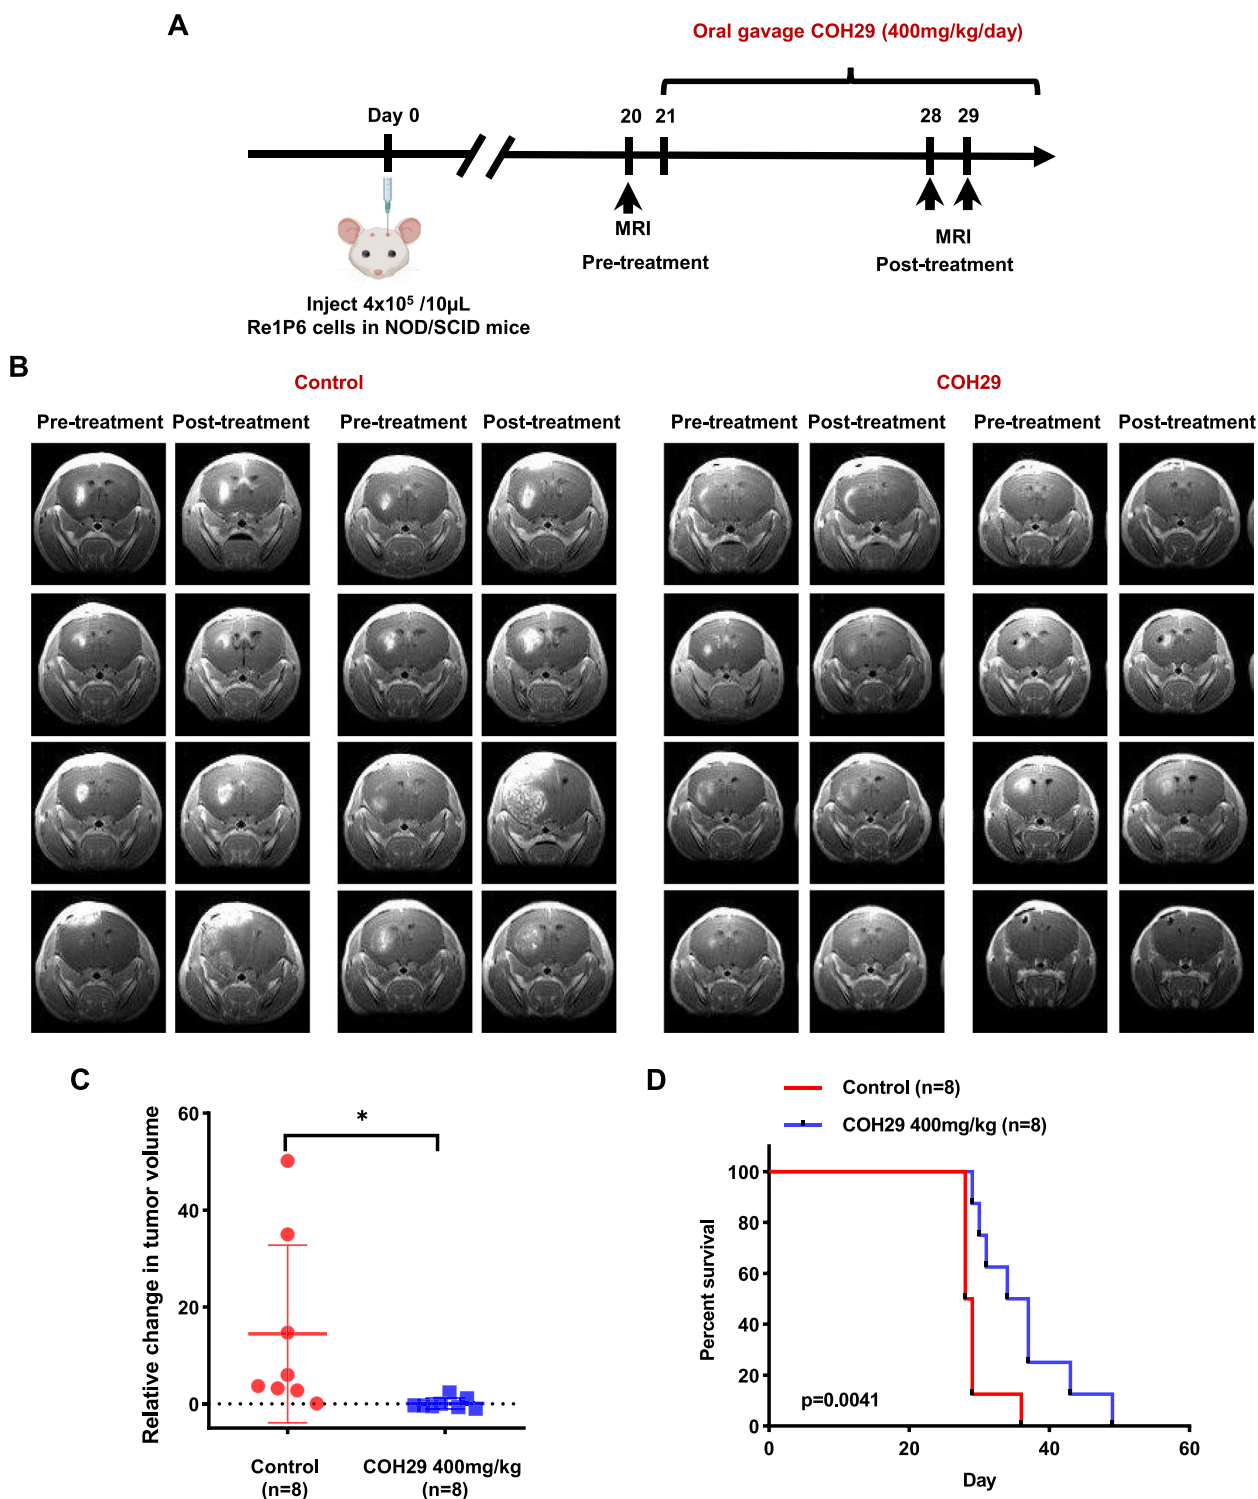 A
Oral gavage COH29 (400mg/kg/day)
Day 0
20
21
28
29
MRI
Pre-treatment
MRI
Post-treatment
Inject 4x10⁵ /10µL
Re1P6 cells in NOD/SCID mice
B
Control
COH29
Pre-treatment Post-treatment Pre-treatment Post-treatment Pre-treatment Post-treatment Pre-treatment Post-treatment
C
Relative change in tumor volume
60
40
20
0
*
Control
(n=8)
COH29 400mg/kg
(n=8)
D
Control (n=8)
COH29 400mg/kg (n=8)
Percent survival
100
80
60
40
20
0
p=0.0041
0 20 40 60
Day